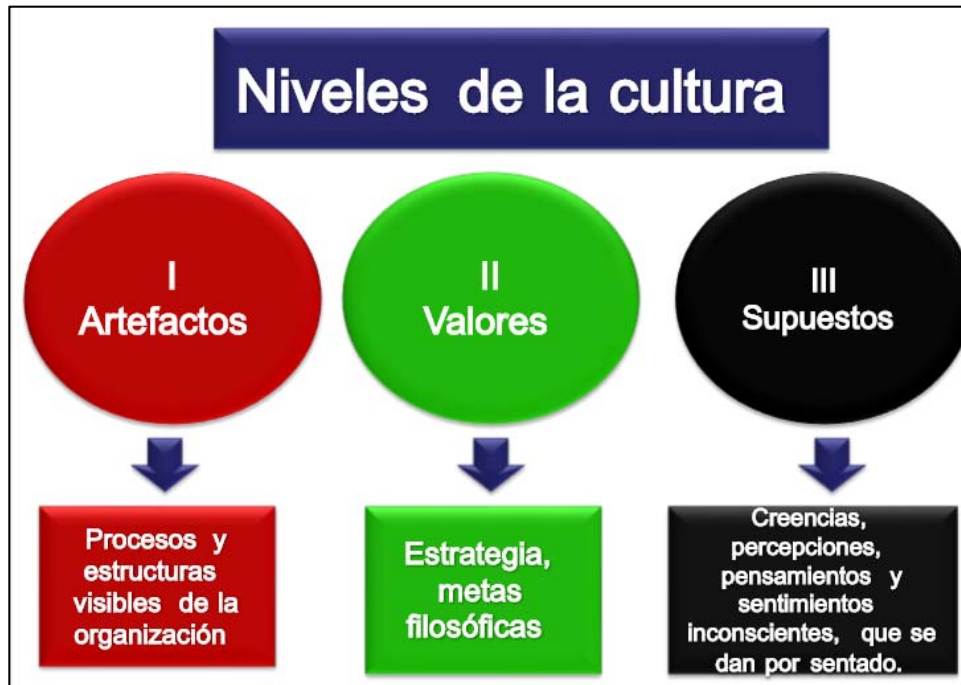 Niveles de la cultura
I
Artefactos
II
Valores
III
Supuestos
Procesos y
estructuras
visibles de la
organización
Estrategia,
metas
filosóficas
Creencias,
percepciones,
pensamientos y
sentimientos
inconscientes, que se
dan por sentado.